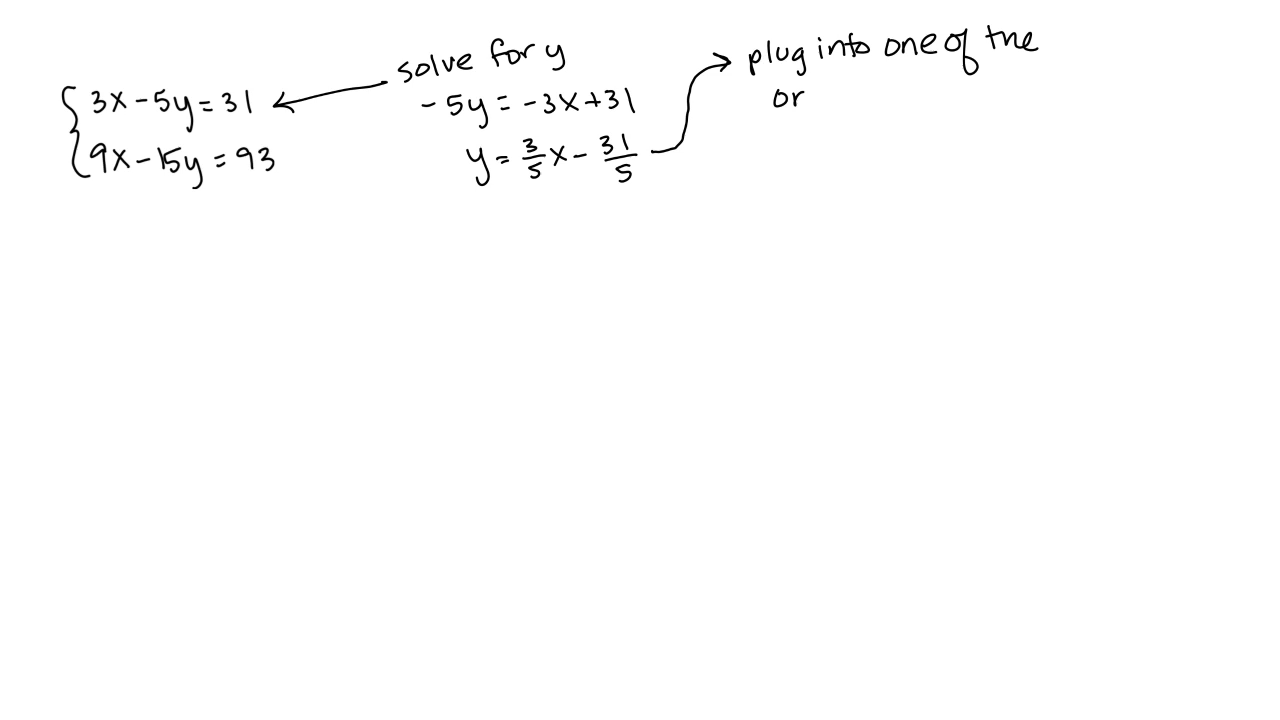 solve for y
plug into one of the
or
3x-5y=31
-5y=-3x+31
9x-15y=93
y=3/5x-31/5